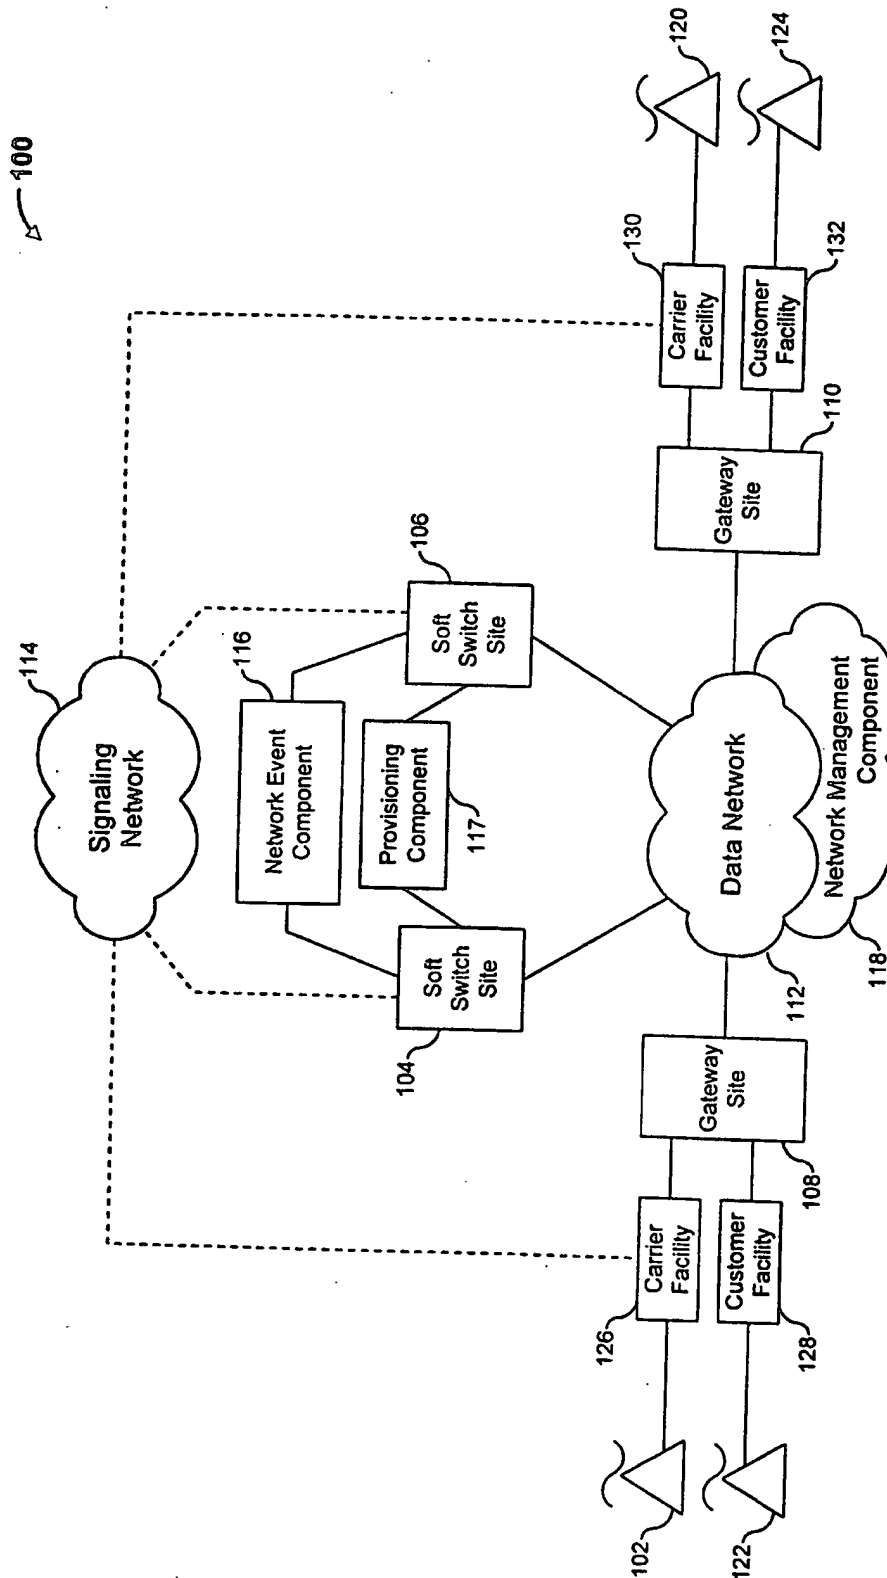 100
114
Signaling
Network
116
Network Event
Component
106
Soft
Switch
Site
Provisioning
Component
117
Soft
Switch
Site
104
130
120
Carrier
Facility
124
Customer
Facility
132
Gateway
Site
110
Data Network
112
Network Management
Component
118
Gateway
Site
108
Carrier
Facility
126
Customer
Facility
128
102
122